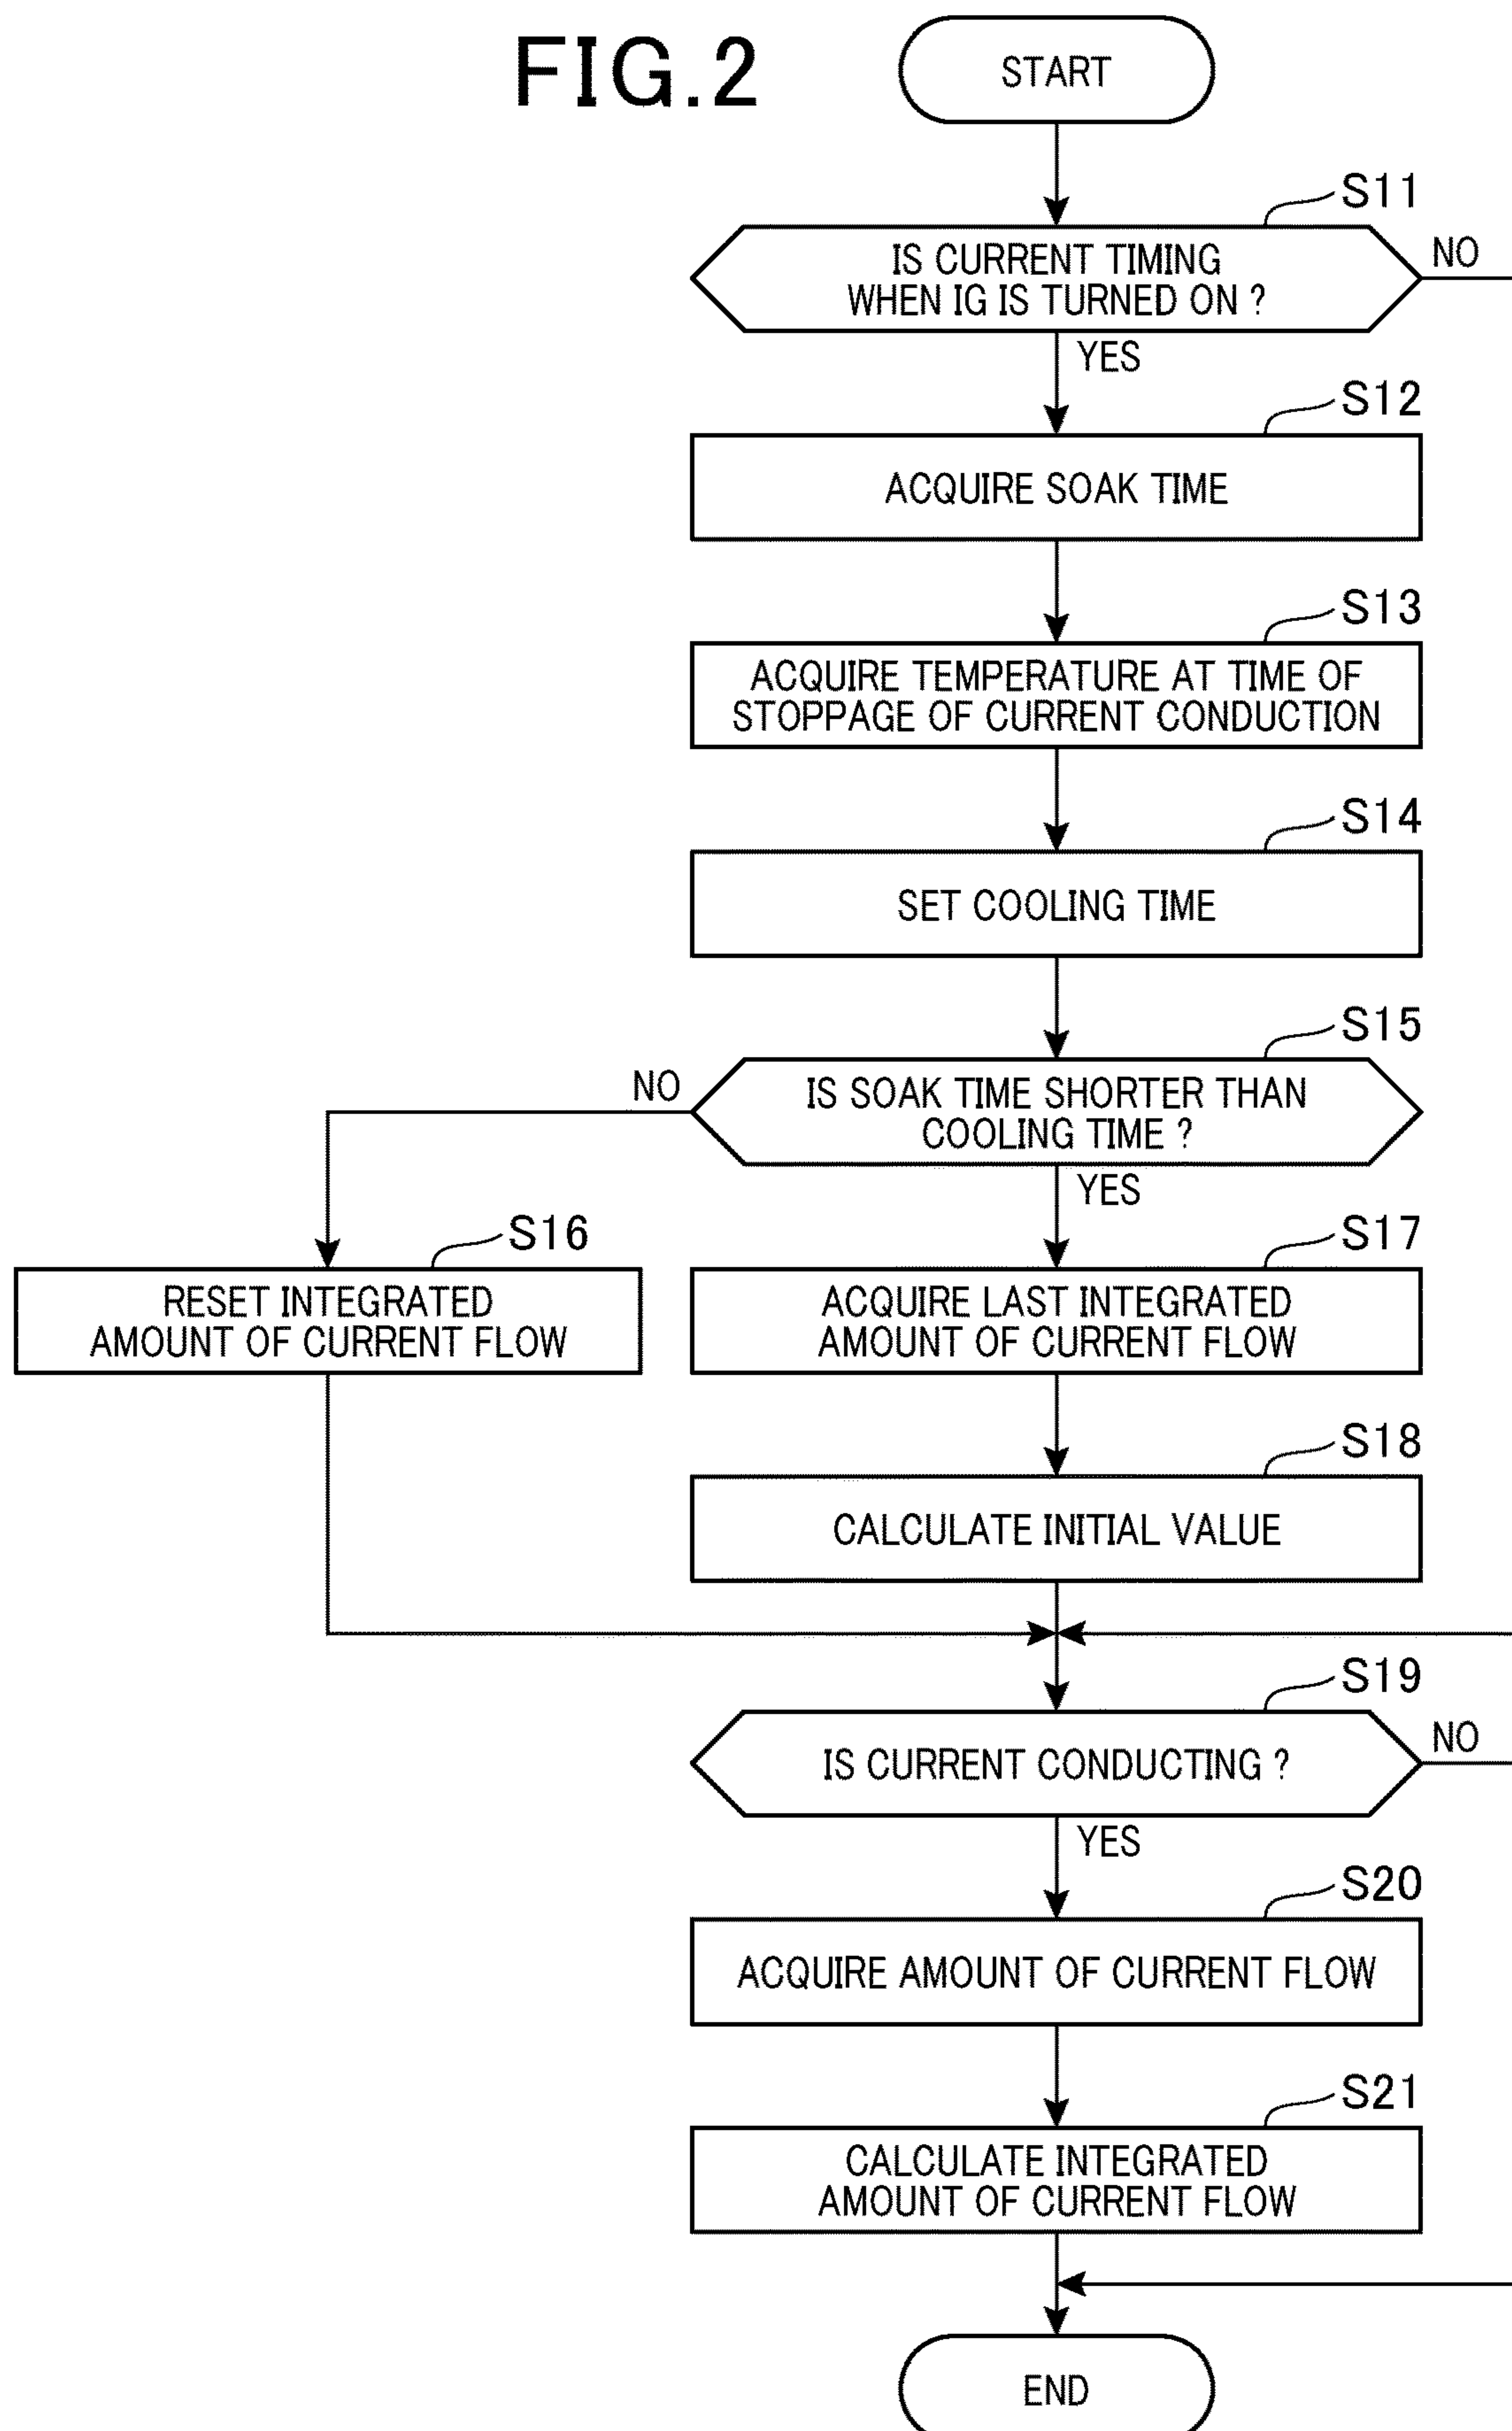 FIG.2
START
S11
IS CURRENT TIMING
WHEN IG IS TURNED ON ?
NO
YES
S12
ACQUIRE SOAK TIME
S13
ACQUIRE TEMPERATURE AT TIME OF
STOPPAGE OF CURRENT CONDUCTION
S14
SET COOLING TIME
S15
NO
IS SOAK TIME SHORTER THAN
COOLING TIME ?
YES
S16
RESET INTEGRATED
AMOUNT OF CURRENT FLOW
S17
ACQUIRE LAST INTEGRATED
AMOUNT OF CURRENT FLOW
S18
CALCULATE INITIAL VALUE
S19
IS CURRENT CONDUCTING ?
NO
YES
S20
ACQUIRE AMOUNT OF CURRENT FLOW
S21
CALCULATE INTEGRATED
AMOUNT OF CURRENT FLOW
END